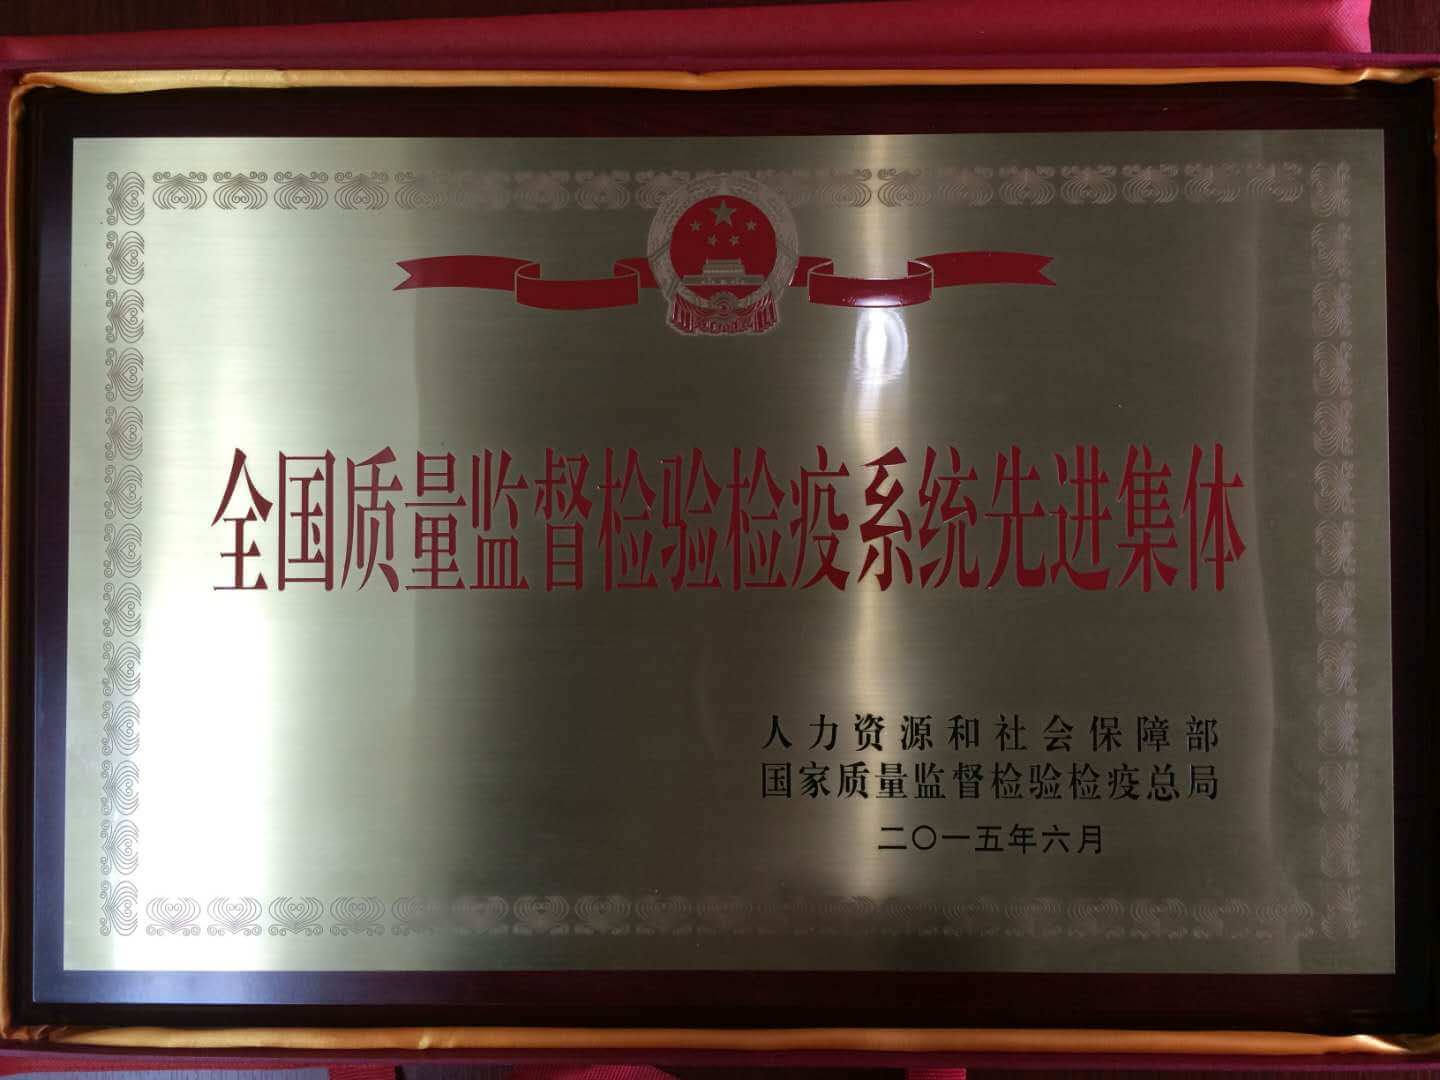 全国质量监督检验检疫系统先进集体
人力资源和社会保障部
国家质量监督检验检疫总局
二〇一五年六月